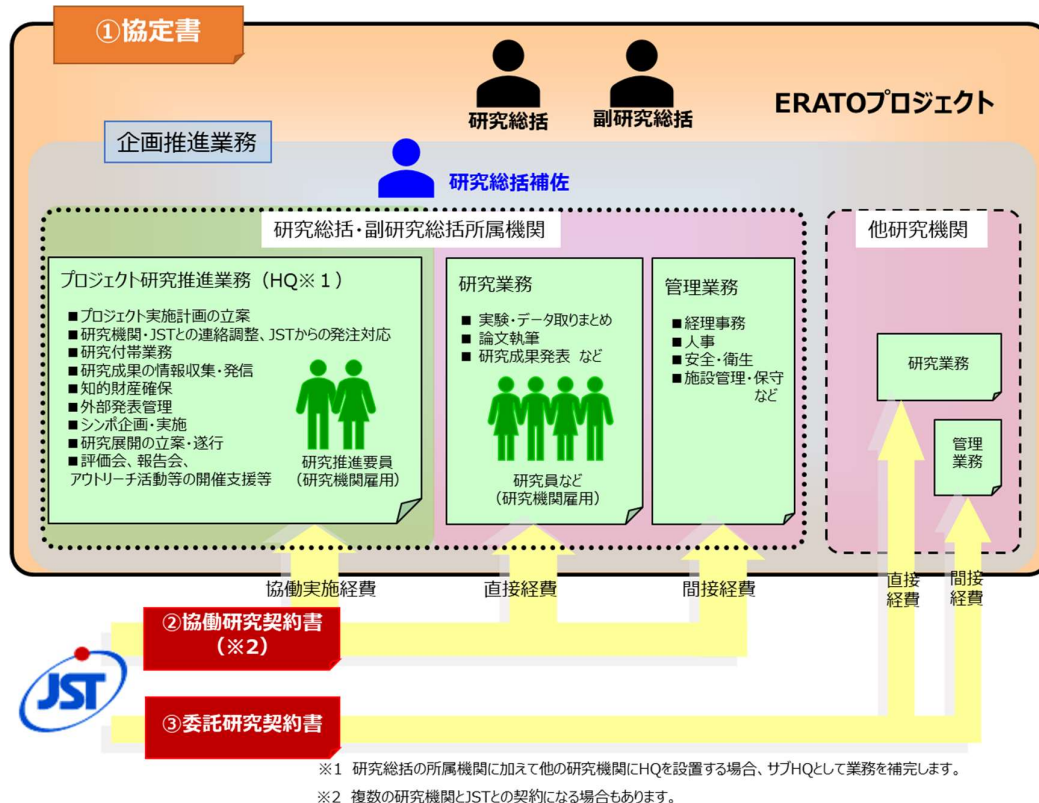 ①協定書
研究総括
副研究総括
ERATOプロジェクト
企画推進業務
研究総括補佐
研究総括・副研究総括所属機関
他研究機関
プロジェクト研究推進業務（HQ※１）
■プロジェクト実施計画の立案
■研究機関・JSTとの連絡調整、JSTからの発注対応
■研究付帯業務
■研究成果の情報収集・発信
■知的財産確保
■外部発表管理
■シンポ企画・実施
■研究展開の立案・遂行
■評価会、報告会、
アウトリーチ活動等の開催支援等
研究推進要員
（研究機関雇用）
研究業務
■ 実験・データ取りまとめ
■ 論文執筆
■ 研究成果発表 など
研究員など
（研究機関雇用）
管理業務
■経理事務
■人事
■安全・衛生
■施設管理・保守
など
研究業務
管理
業務
協働実施経費
直接経費
間接経費
直接
経費
間接
経費
②協働研究契約書
（※2）
JST
③委託研究契約書
※1 研究総括の所属機関に加えて他の研究機関にHQを設置する場合、サブHQとして業務を補完します。
※2 複数の研究機関とJSTとの契約になる場合もあります。